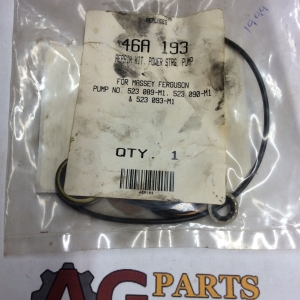 46A 193
REPAIR KIT, POWER STRG. PUMP
FOR MASSEY FERGUSON
PUMP NO. 523 089-M1, 523 090-M1
& 523 093-M1
QTY. 1
AG PARTS